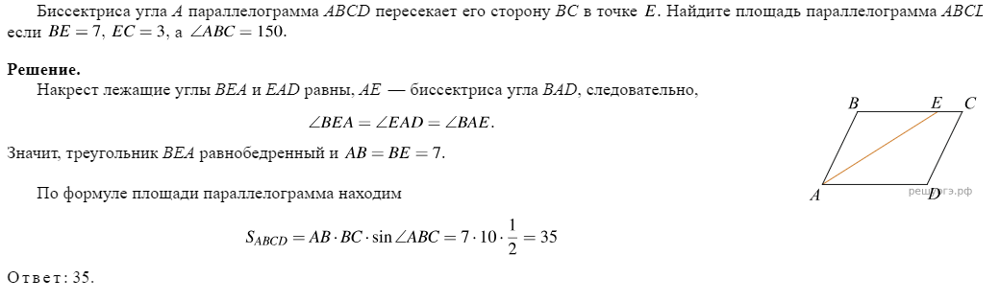 Биссектриса угла A параллелограмма ABCD пересекает его сторону BC в точке E. Найдите площадь параллелограмма
если BE = 7, EC = 3, а ∠ABC = 150.
Решение.
Накрест лежащие углы BEA и EAD равны, AE — биссектриса угла BAD, следовательно,
∠BEA = ∠EAD = ∠BAE.
Значит, треугольник BEA равнобедренный и AB = BE = 7.
По формуле площади параллелограмма находим
S_ABCD = AB · BC · sin ∠ABC = 7 · 10 · 1/2 = 35
Ответ: 35.
B E C
A D
решуогэ.рф